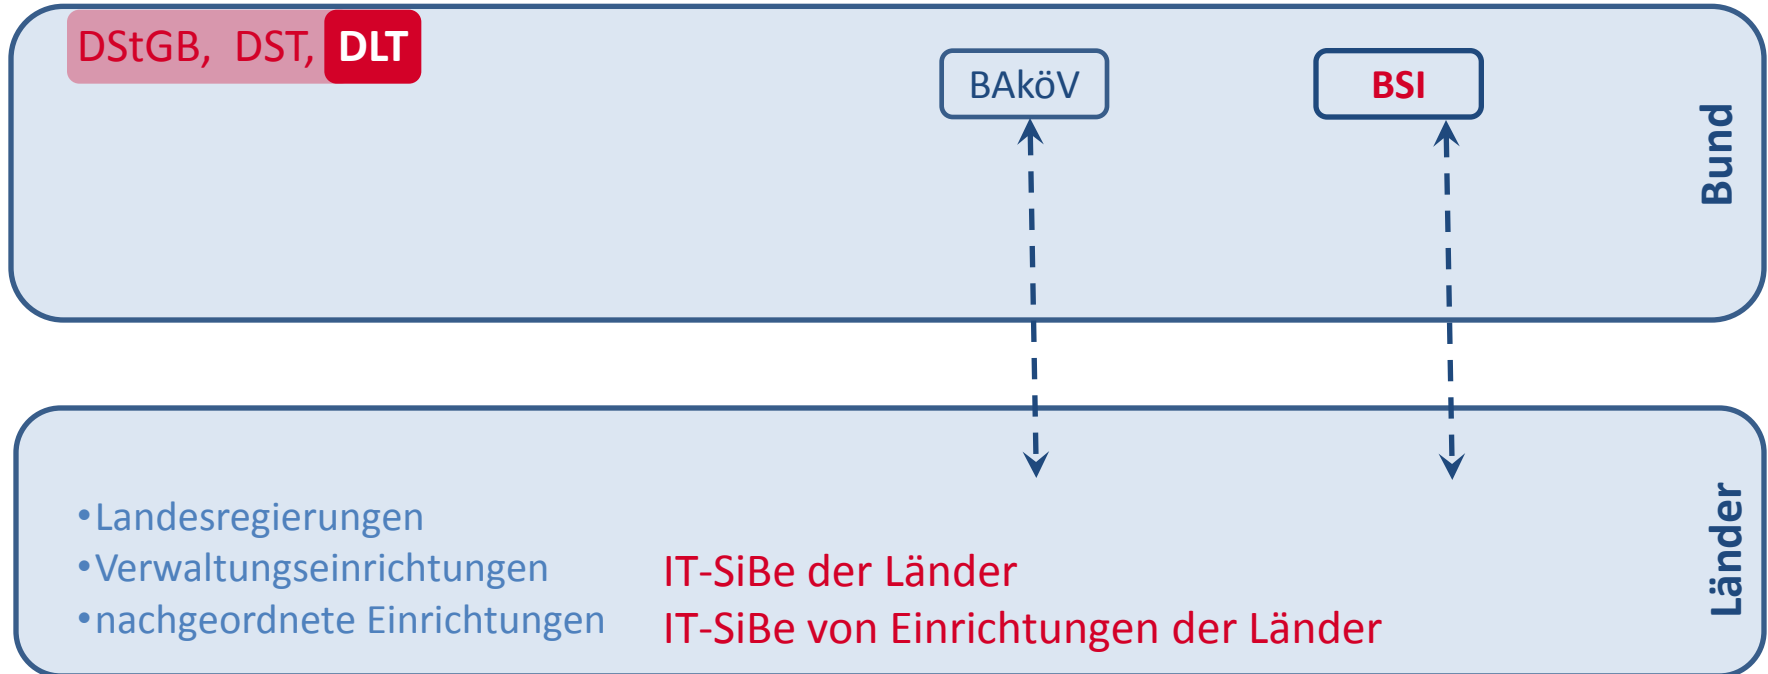 DStGB, DST, DLT
BAköV
BSI
Bund
•Landesregierungen
•Verwaltungseinrichtungen
•nachgeordnete Einrichtungen
IT-SiBe der Länder
IT-SiBe von Einrichtungen der Länder
Länder